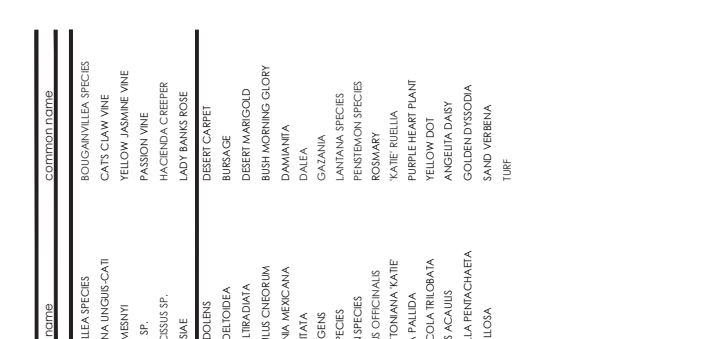 name common name
LLEA SPECIES BOUGAINVILLEA SPECIES
NA UNGUIS-CATI CATS CLAW VINE
MESNYI YELLOW JASMINE VINE
SP. PASSION VINE
CISSUS SP. HACIENDA CREEPER
SIAE LADY BANKS ROSE
DOLENS DESERT CARPET
DELTOIDEA BURSAGE
LTIRADIATA DESERT MARIGOLD
LUS CNEORUM BUSH MORNING GLORY
NIA MEXICANA DAMIANITA
ITATA DALEA
GENS GAZANIA
ECIES LANTANA SPECIES
N SPECIES PENSTEMON SPECIES
US OFFICINALIS ROSMARY
TONIANA 'KATIE' 'KATIE' RUELLIA
A PALLIDA PURPLE HEART PLANT
COLA TRILOBATA YELLOW DOT
S ACAULIS ANGELITA DAISY
LA PENTACHAETA GOLDEN DYSSODIA
LLOSA SAND VERBENA
TURF